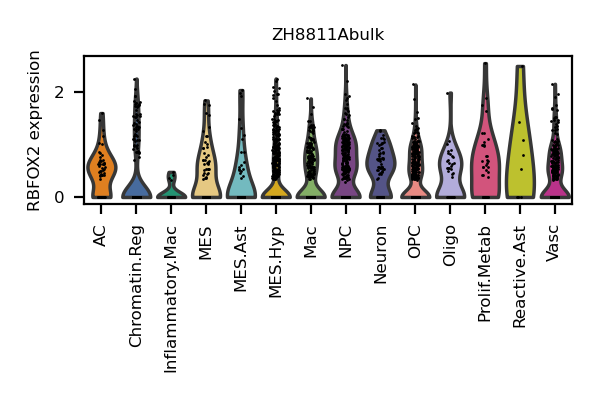 ZH8811Abulk
RBFOX2 expression
2
0
AC
Chromatin.Reg
Inflammatory.Mac
MES
MES.Ast
MES.Hyp
Mac
NPC
Neuron
OPC
Oligo
Prolif.Metab
Reactive.Ast
Vasc